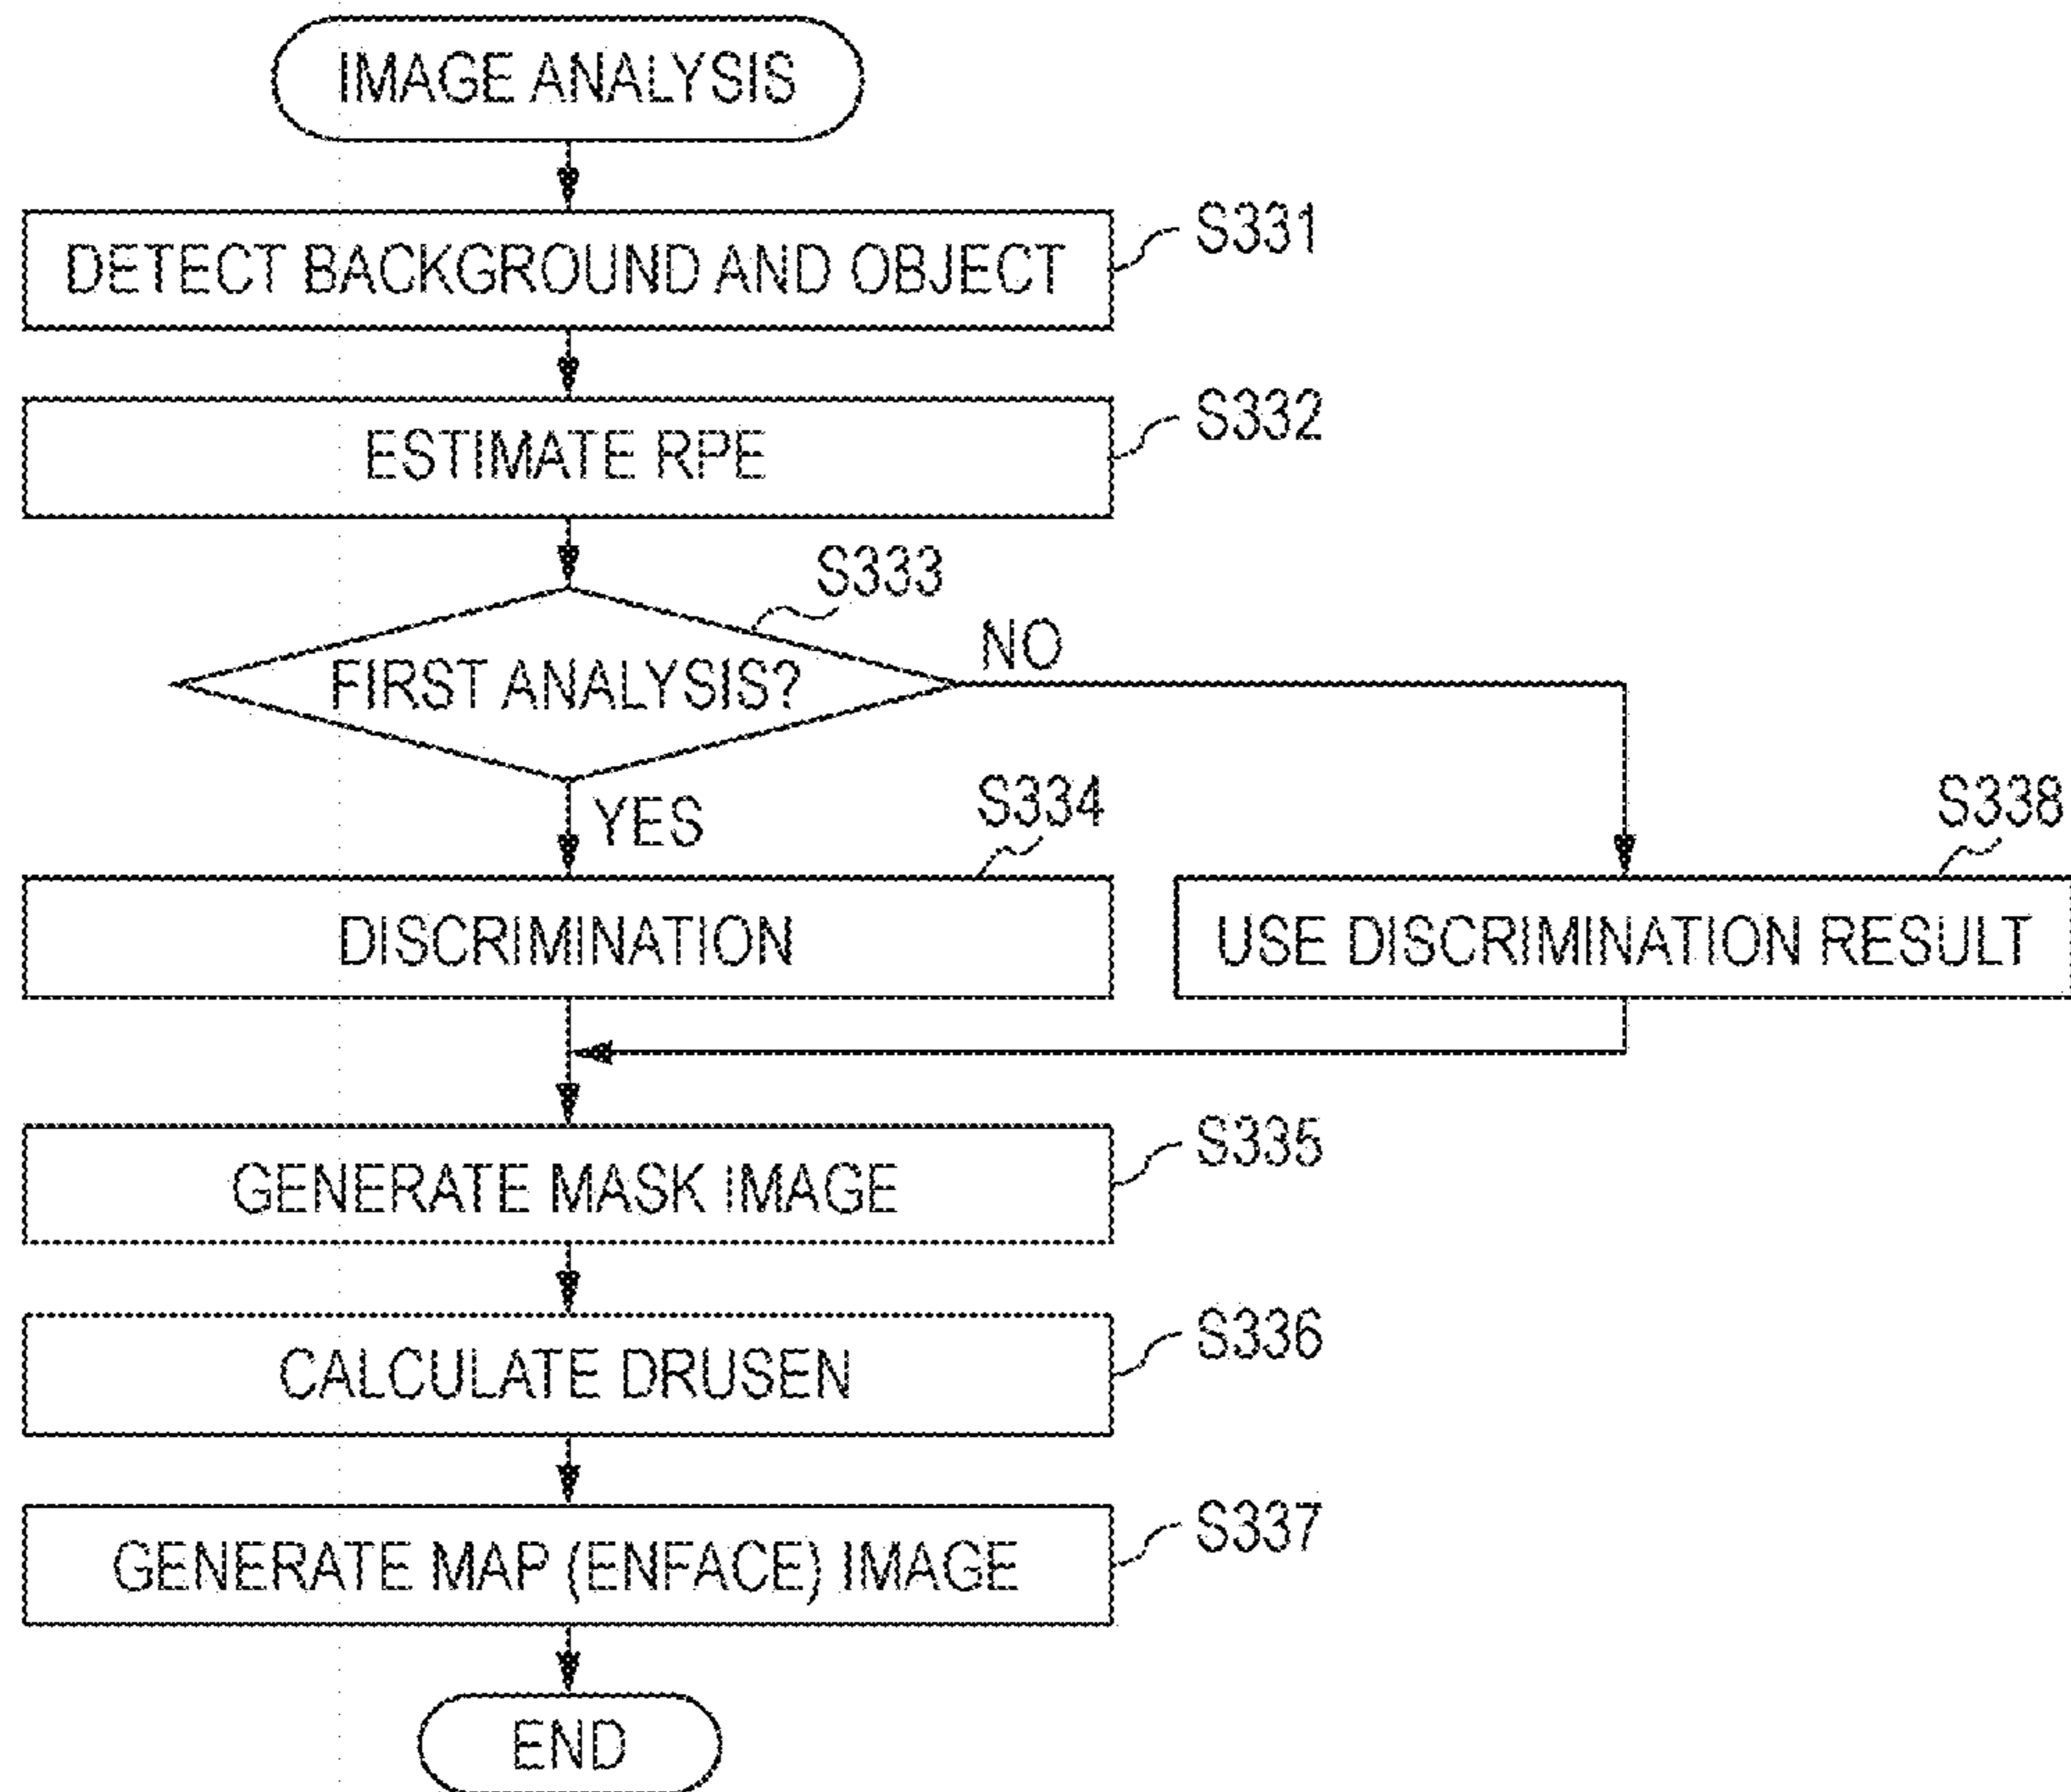 IMAGE ANALYSIS
S331
DETECT BACKGROUND AND OBJECT
S332
ESTIMATE RPE
S333
FIRST ANALYSIS?
NO
YES
S334
S338
DISCRIMINATION
USE DISCRIMINATION RESULT
S335
GENERATE MASK IMAGE
S336
CALCULATE DRUSEN
S337
GENERATE MAP (ENFACE) IMAGE
END